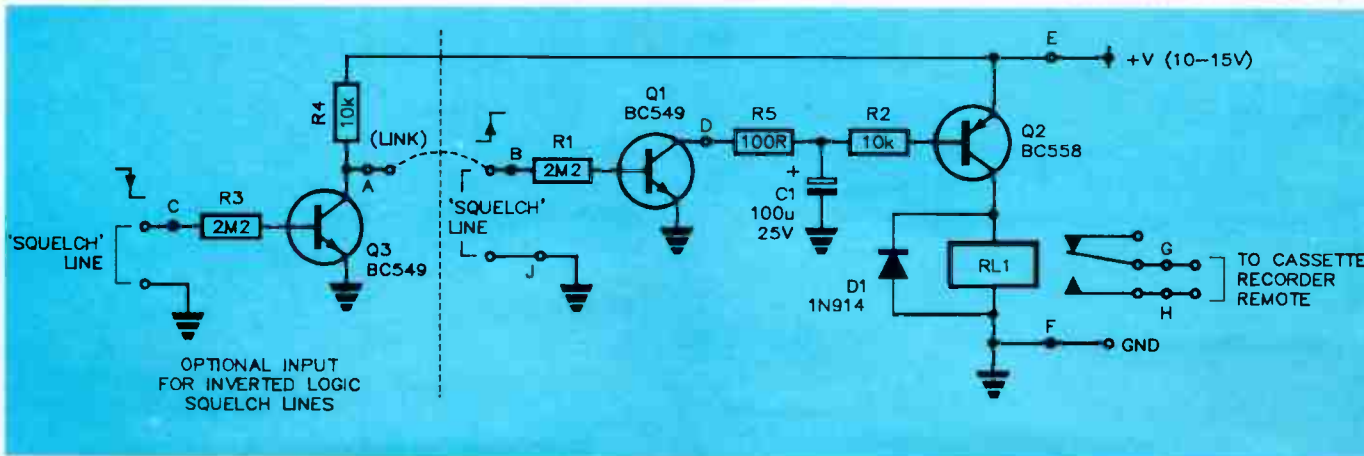 R4
10k
(LINK)
A
'SQUELCH'
LINE
C
R3
2M2
Q3
BC549
OPTIONAL INPUT
FOR INVERTED LOGIC
SQUELCH LINES
B
R1
2M2
'SQUELCH'
LINE
J
Q1
BC549
D
R5
100R
+
C1
100u
25V
R2
10k
E
+V (10-15V)
Q2
BC558
D1
1N914
RL1
F
GND
G
H
TO CASSETTE
RECORDER
REMOTE